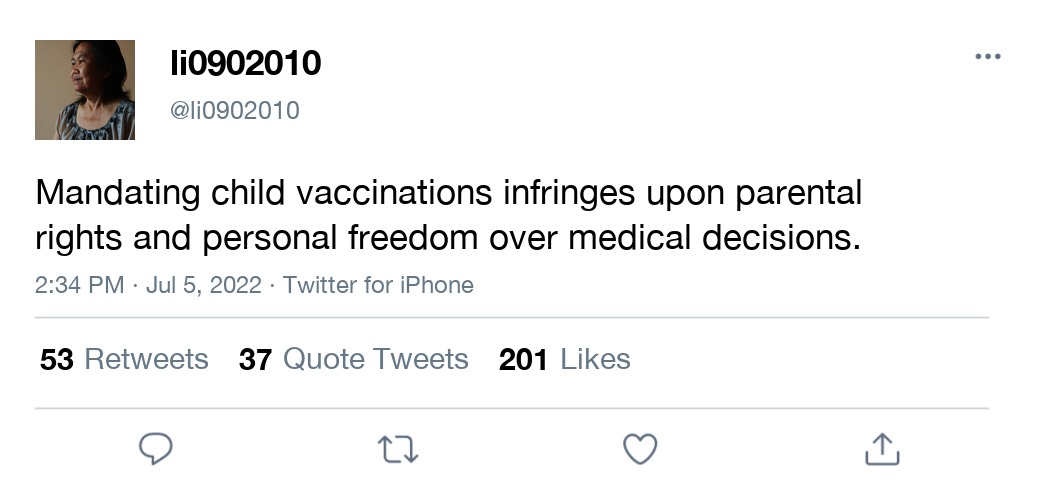 li0902010
@li0902010
Mandating child vaccinations infringes upon parental
rights and personal freedom over medical decisions.
2:34 PM · Jul 5, 2022 · Twitter for iPhone
53 Retweets 37 Quote Tweets 201 Likes